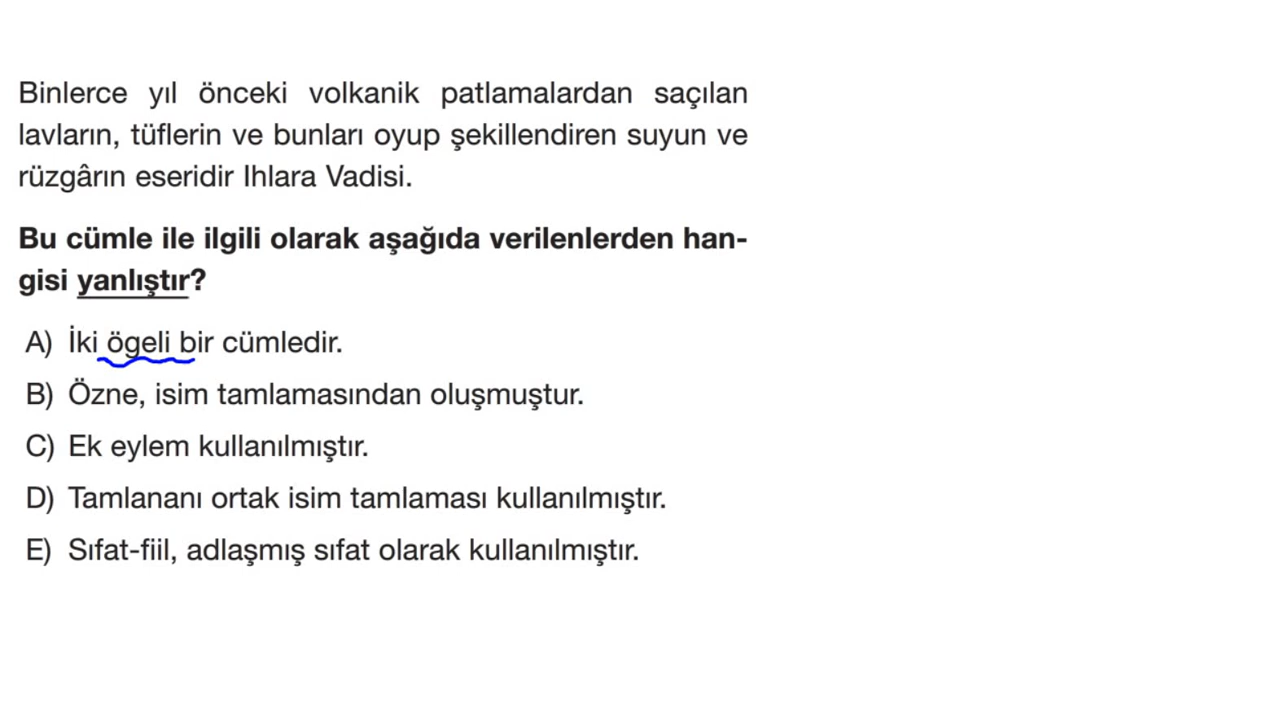 Binlerce yıl önceki volkanik patlamalardan saçılan
lavların, tüflerin ve bunları oyup şekillendiren suyun ve
rüzgârın eseridir Ihlara Vadisi.
Bu cümle ile ilgili olarak aşağıda verilenlerden han-
gisi yanlıştır?
A) İki ögeli bir cümledir.
B) Özne, isim tamlamasından oluşmuştur.
C) Ek eylem kullanılmıştır.
D) Tamlananı ortak isim tamlaması kullanılmıştır.
E) Sıfat-fiil, adlaşmış sıfat olarak kullanılmıştır.